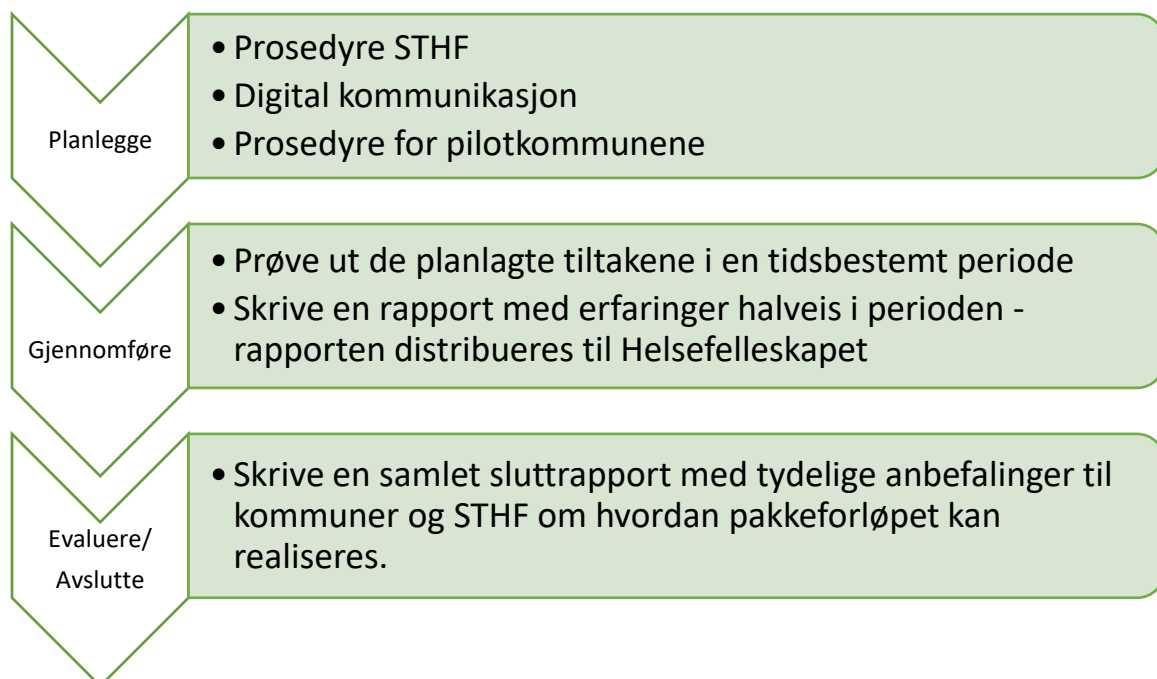 Planlegge
• Prosedyre STHF
• Digital kommunikasjon
• Prosedyre for pilotkommunene
Gjennomføre
• Prøve ut de planlagte tiltakene i en tidsbestemt periode
• Skrive en rapport med erfaringer halveis i perioden -
rapporten distribueres til Helsefelleskapet
Evaluere/
Avslutte
• Skrive en samlet sluttrapport med tydelige anbefalinger til
kommuner og STHF om hvordan pakkeforløpet kan
realiseres.